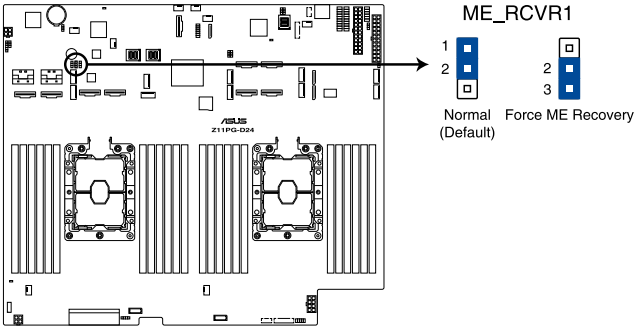 ME_RCVR1
1
2
2
3
Normal
(Default)
Force ME Recovery
ASUS
Z11PG-D24